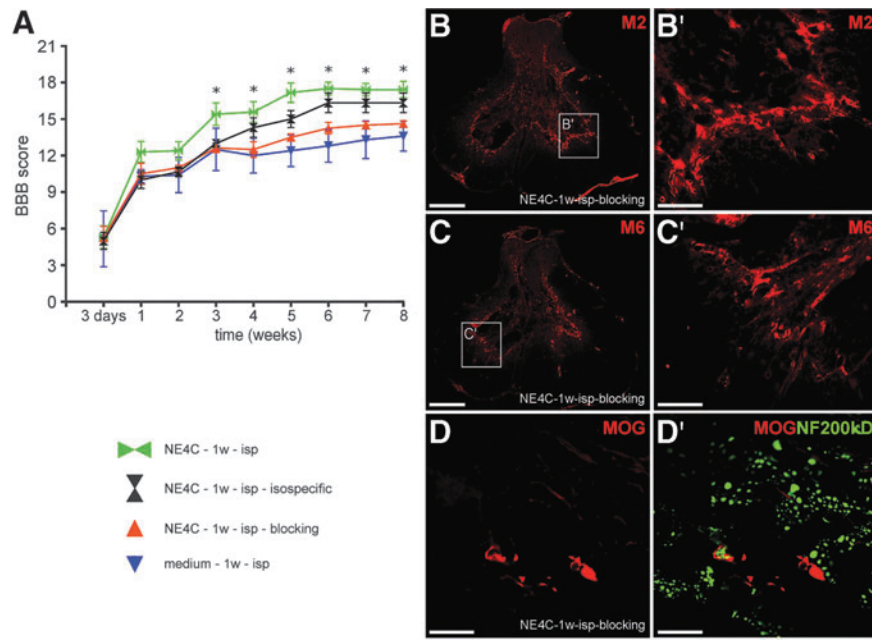 A
21
18
15
12
9
6
3
0
BBB score
* * * * * *
3 days 1 2 3 4 5 6 7 8
time (weeks)
NE4C - 1w - isp
NE4C - 1w - isp - isospecific
NE4C - 1w - isp - blocking
medium - 1w - isp
B M2
B'
NE4C-1w-isp-blocking
B' M2
C M6
C'
NE4C-1w-isp-blocking
C' M6
D MOG
NE4C-1w-isp-blocking
D' MOGNF200kD